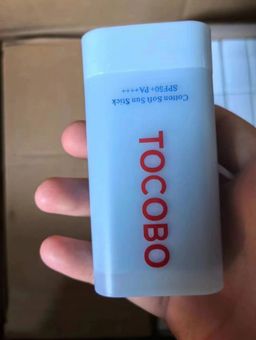 Cotton Soft Sun Stick
SPF50+ PA++++
TOCOBO